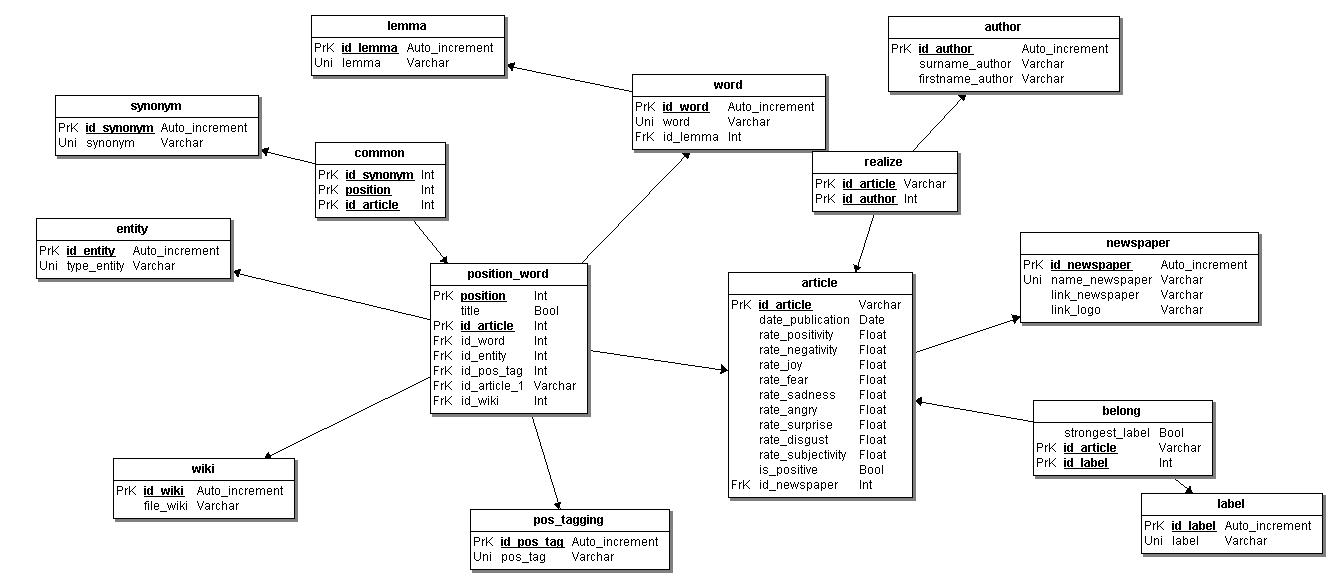 lemma
PrK id_lemma Auto_increment
Uni lemma Varchar
author
PrK id_author Auto_increment
surname_author Varchar
firstname_author Varchar
word
PrK id_word Auto_increment
Uni word Varchar
FrK id_lemma Int
synonym
PrK id_synonym Auto_increment
Uni synonym Varchar
common
PrK id_synonym Int
PrK position Int
PrK id_article Int
realize
PrK id_article Varchar
PrK id_author Int
entity
PrK id_entity Auto_increment
Uni type_entity Varchar
newspaper
PrK id_newspaper Auto_increment
Uni name_newspaper Varchar
link_newspaper Varchar
link_logo Varchar
position_word
PrK position Int
title Bool
PrK id_article Int
FrK id_word Int
FrK id_entity Int
FrK id_pos_tag Int
FrK id_article_1 Varchar
FrK id_wiki Int
article
PrK id_article Varchar
date_publication Date
rate_positivity Float
rate_negativity Float
rate_joy Float
rate_fear Float
rate_sadness Float
rate_angry Float
rate_surprise Float
rate_disgust Float
rate_subjectivity Float
is_positive Bool
FrK id_newspaper Int
belong
strongest_label Bool
PrK id_article Varchar
PrK id_label Int
wiki
PrK id_wiki Auto_increment
file_wiki Varchar
pos_tagging
PrK id_pos_tag Auto_increment
Uni pos_tag Varchar
label
PrK id_label Auto_increment
Uni label Varchar